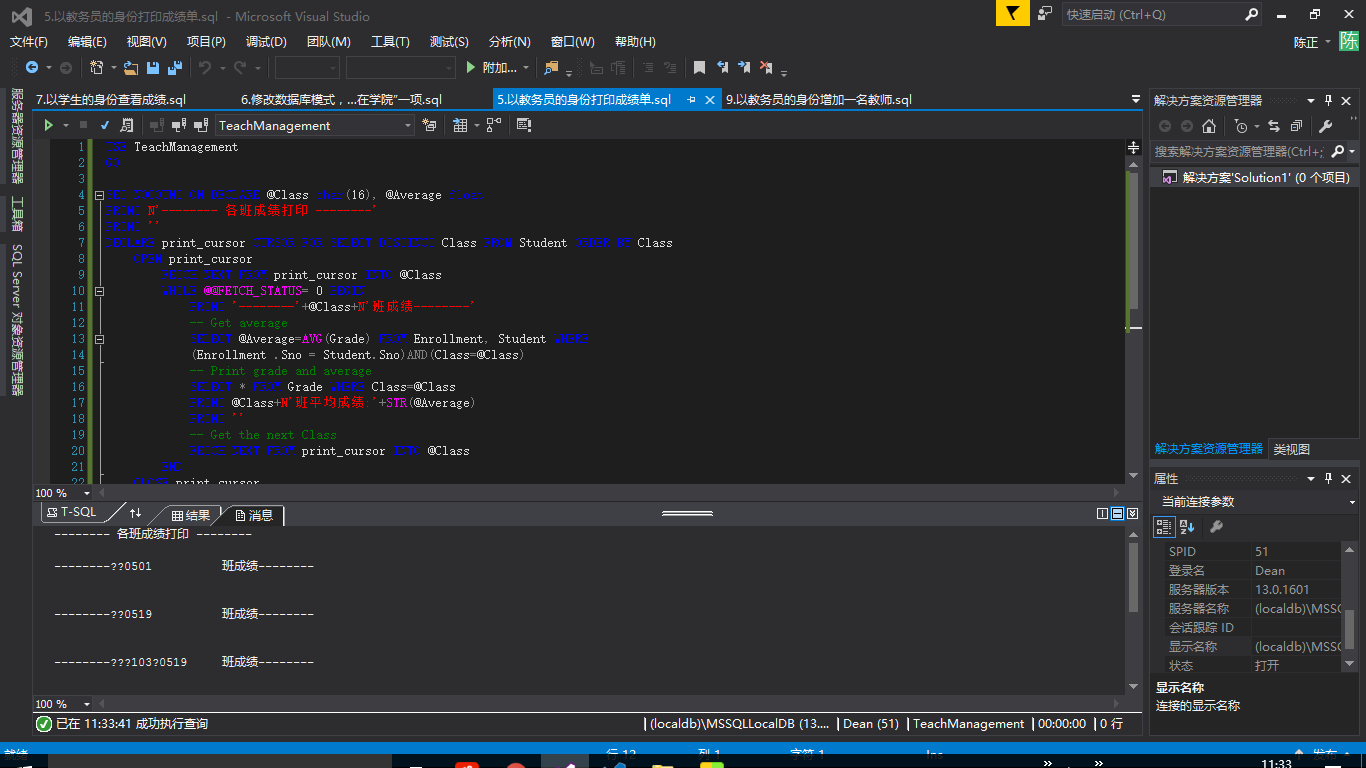 5.以教务员的身份打印成绩单.sql - Microsoft Visual Studio
快速启动 (Ctrl+Q)
文件(F) 编辑(E) 视图(V) 项目(P) 调试(D) 团队(M) 工具(T) 测试(S) 分析(N) 窗口(W) 帮助(H)
陈正 陈
附加...
服务器资源管理器
工具箱
SQL Server 对象资源管理器
7.以学生的身份查看成绩.sql 6.修改数据库模式，...在学院"一项.sql 5.以教务员的身份打印成绩单.sql 9.以教务员的身份增加一名教师.sql
TeachManagement
1 USE TeachManagement
2 GO
3
4 @Class char(16), @Average
5 PRINT N'-------- 各班成绩打印 --------'
6 PRINT ''
7 DECLARE print_cursor CURSOR FOR SELECT DISTINCT Class FROM Student ORDER BY Class
8 OPEN print_cursor
9 FETCH NEXT FROM print_cursor INTO @Class
10 WHILE @@FETCH_STATUS= 0 BEGIN
11 PRINT '--------'+@Class+N'班成绩--------'
12 -- Get average
13 SELECT @Average=AVG(Grade) FROM Enrollment, Student WHERE
14 (Enrollment .Sno = Student.Sno)AND(Class=@Class)
15 -- Print grade and average
16 SELECT * FROM Grade WHERE Class=@Class
17 PRINT @Class+N'班平均成绩:'+STR(@Average)
18 PRINT ''
19 -- Get the next Class
20 FETCH NEXT FROM print_cursor INTO @Class
21 END
22 CLOSE print_cursor
100 %
T-SQL 结果 消息
-------- 各班成绩打印 --------
--------??0501 班成绩--------
--------??0519 班成绩--------
--------???103?0519 班成绩--------
100 %
已在 11:33:41 成功执行查询 (localdb)\MSSQLLocalDB (13.... Dean (51) TeachManagement 00:00:00 0 行
解决方案资源管理器
搜索解决方案资源管理器(Ctrl+;
解决方案'Solution1' (0 个项目)
解决方案资源管理器 类视图
属性
当前连接参数
SPID 51
登录名 Dean
服务器版本 13.0.1601
服务器名称 (localdb)\MSSQ
会话跟踪 ID
显示名称 (localdb)\MSSQ
状态 打开
显示名称
连接的显示名称
就绪 行 12 列 1 字符 1 Ins 发布
11:33